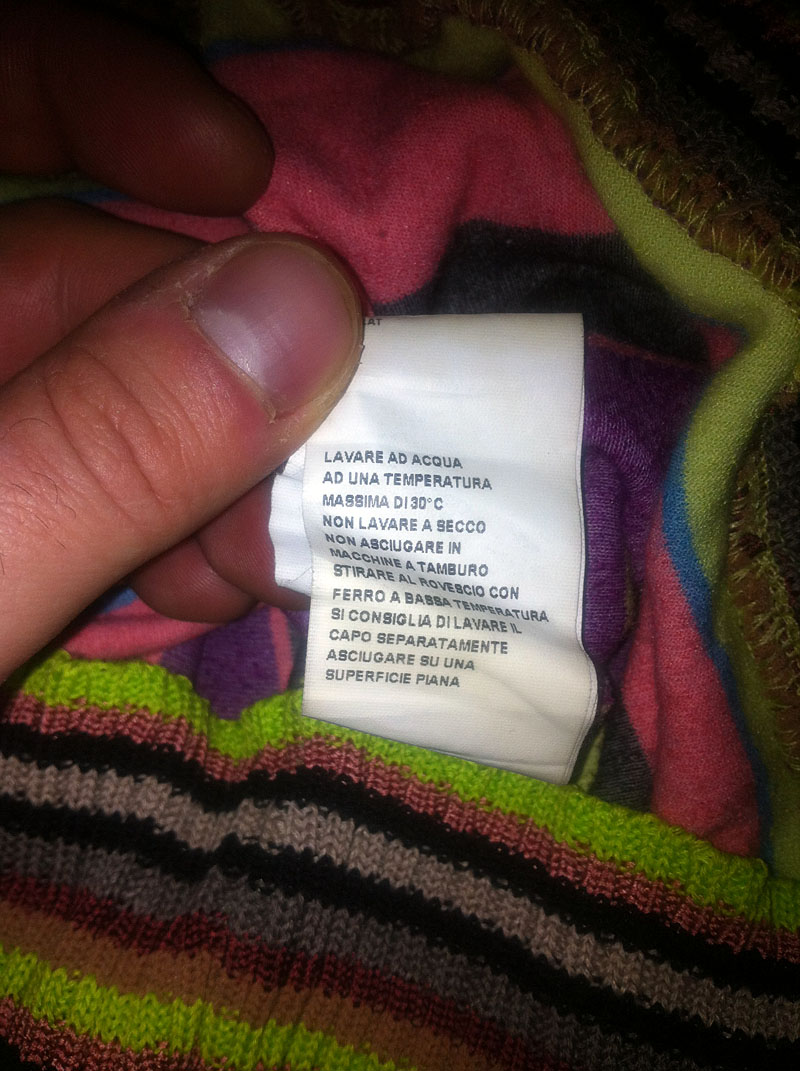 LAVARE AD ACQUA
AD UNA TEMPERATURA
MASSIMA DI 30°C
NON LAVARE A SECCO
NON ASCIUGARE IN
MACCHINE A TAMBURO
STIRARE AL ROVESCIO CON
FERRO A BASSA TEMPERATURA
SI CONSIGLIA DI LAVARE IL
CAPO SEPARATAMENTE
ASCIUGARE SU UNA
SUPERFICIE PIANA